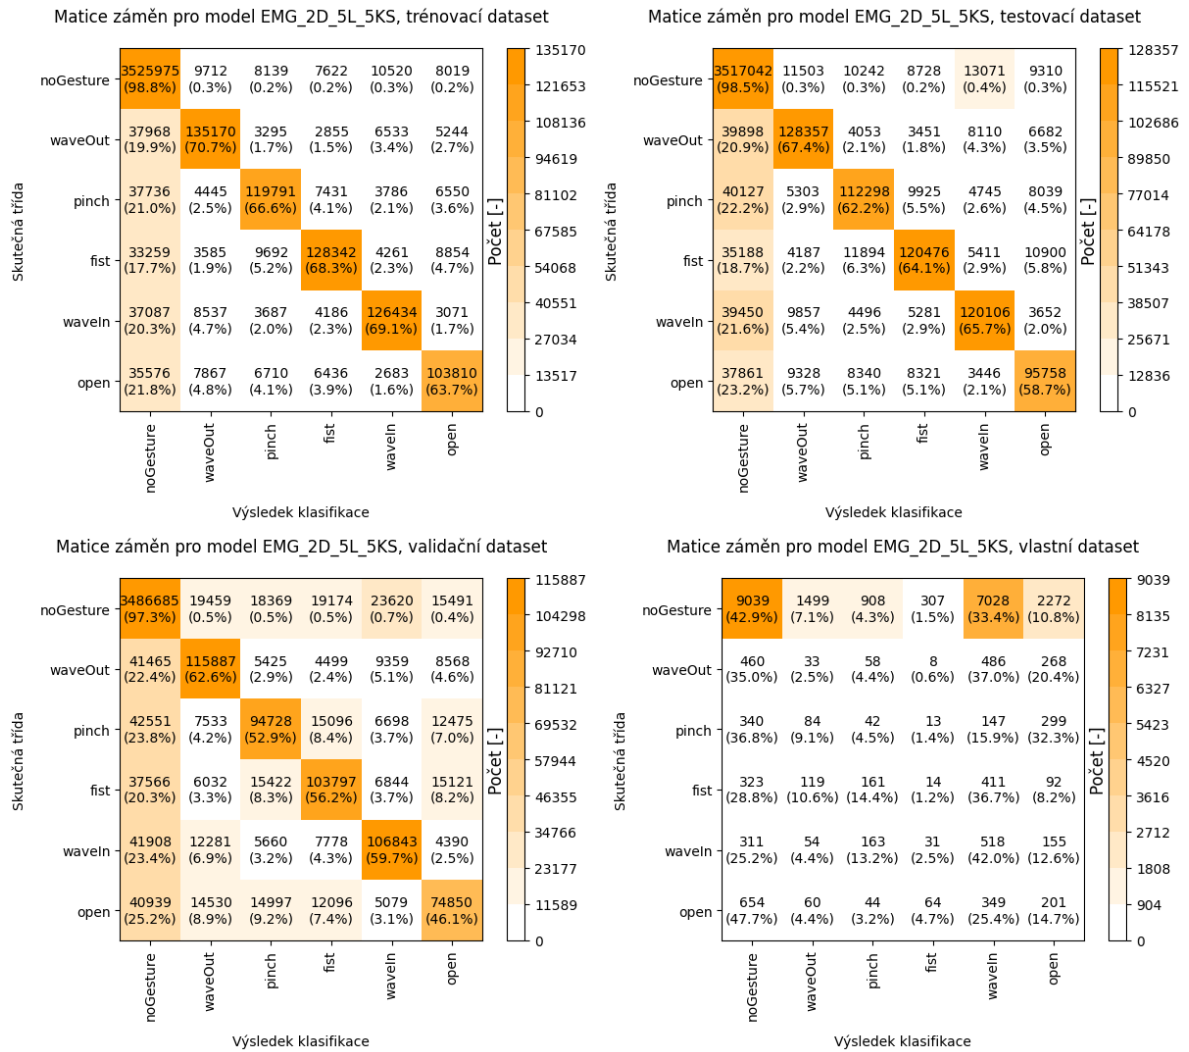 Matice záměn pro model EMG_2D_5L_5KS, trénovací dataset
Skutečná třída
noGesture 3525975 9712 8139 7622 10520 8019
(98.8%) (0.3%) (0.2%) (0.2%) (0.3%) (0.2%)
waveOut 37968 135170 3295 2855 6533 5244
(19.9%) (70.7%) (1.7%) (1.5%) (3.4%) (2.7%)
pinch 37736 4445 119791 7431 3786 6550
(21.0%) (2.5%) (66.6%) (4.1%) (2.1%) (3.6%)
fist 33259 3585 9692 128342 4261 8854
(17.7%) (1.9%) (5.2%) (68.3%) (2.3%) (4.7%)
waveIn 37087 8537 3687 4186 126434 3071
(20.3%) (4.7%) (2.0%) (2.3%) (69.1%) (1.7%)
open 35576 7867 6710 6436 2683 103810
(21.8%) (4.8%) (4.1%) (3.9%) (1.6%) (63.7%)
noGesture waveOut pinch fist waveIn open
Výsledek klasifikace
135170
121653
108136
94619
81102
67585
54068
40551
27034
13517
0
Počet [-]
Matice záměn pro model EMG_2D_5L_5KS, testovací dataset
Skutečná třída
noGesture 3517042 11503 10242 8728 13071 9310
(98.5%) (0.3%) (0.3%) (0.2%) (0.4%) (0.3%)
waveOut 39898 128357 4053 3451 8110 6682
(20.9%) (67.4%) (2.1%) (1.8%) (4.3%) (3.5%)
pinch 40127 5303 112298 9925 4745 8039
(22.2%) (2.9%) (62.2%) (5.5%) (2.6%) (4.5%)
fist 35188 4187 11894 120476 5411 10900
(18.7%) (2.2%) (6.3%) (64.1%) (2.9%) (5.8%)
waveIn 39450 9857 4496 5281 120106 3652
(21.6%) (5.4%) (2.5%) (2.9%) (65.7%) (2.0%)
open 37861 9328 8340 8321 3446 95758
(23.2%) (5.7%) (5.1%) (5.1%) (2.1%) (58.7%)
noGesture waveOut pinch fist waveIn open
Výsledek klasifikace
128357
115521
102686
89850
77014
64178
51343
38507
25671
12836
0
Počet [-]
Matice záměn pro model EMG_2D_5L_5KS, validační dataset
Skutečná třída
noGesture 3486685 19459 18369 19174 23620 15491
(97.3%) (0.5%) (0.5%) (0.5%) (0.7%) (0.4%)
waveOut 41465 115887 5425 4499 9359 8568
(22.4%) (62.6%) (2.9%) (2.4%) (5.1%) (4.6%)
pinch 42551 7533 94728 15096 6698 12475
(23.8%) (4.2%) (52.9%) (8.4%) (3.7%) (7.0%)
fist 37566 6032 15422 103797 6844 15121
(20.3%) (3.3%) (8.3%) (56.2%) (3.7%) (8.2%)
waveIn 41908 12281 5660 7778 106843 4390
(23.4%) (6.9%) (3.2%) (4.3%) (59.7%) (2.5%)
open 40939 14530 14997 12096 5079 74850
(25.2%) (8.9%) (9.2%) (7.4%) (3.1%) (46.1%)
noGesture waveOut pinch fist waveIn open
Výsledek klasifikace
115887
104298
92710
81121
69532
57944
46355
34766
23177
11589
0
Počet [-]
Matice záměn pro model EMG_2D_5L_5KS, vlastní dataset
Skutečná třída
noGesture 9039 1499 908 307 7028 2272
(42.9%) (7.1%) (4.3%) (1.5%) (33.4%) (10.8%)
waveOut 460 33 58 8 486 268
(35.0%) (2.5%) (4.4%) (0.6%) (37.0%) (20.4%)
pinch 340 84 42 13 147 299
(36.8%) (9.1%) (4.5%) (1.4%) (15.9%) (32.3%)
fist 323 119 161 14 411 92
(28.8%) (10.6%) (14.4%) (1.2%) (36.7%) (8.2%)
waveIn 311 54 163 31 518 155
(25.2%) (4.4%) (13.2%) (2.5%) (42.0%) (12.6%)
open 654 60 44 64 349 201
(47.7%) (4.4%) (3.2%) (4.7%) (25.4%) (14.7%)
noGesture waveOut pinch fist waveIn open
Výsledek klasifikace
9039
8135
7231
6327
5423
4520
3616
2712
1808
904
0
Počet [-]